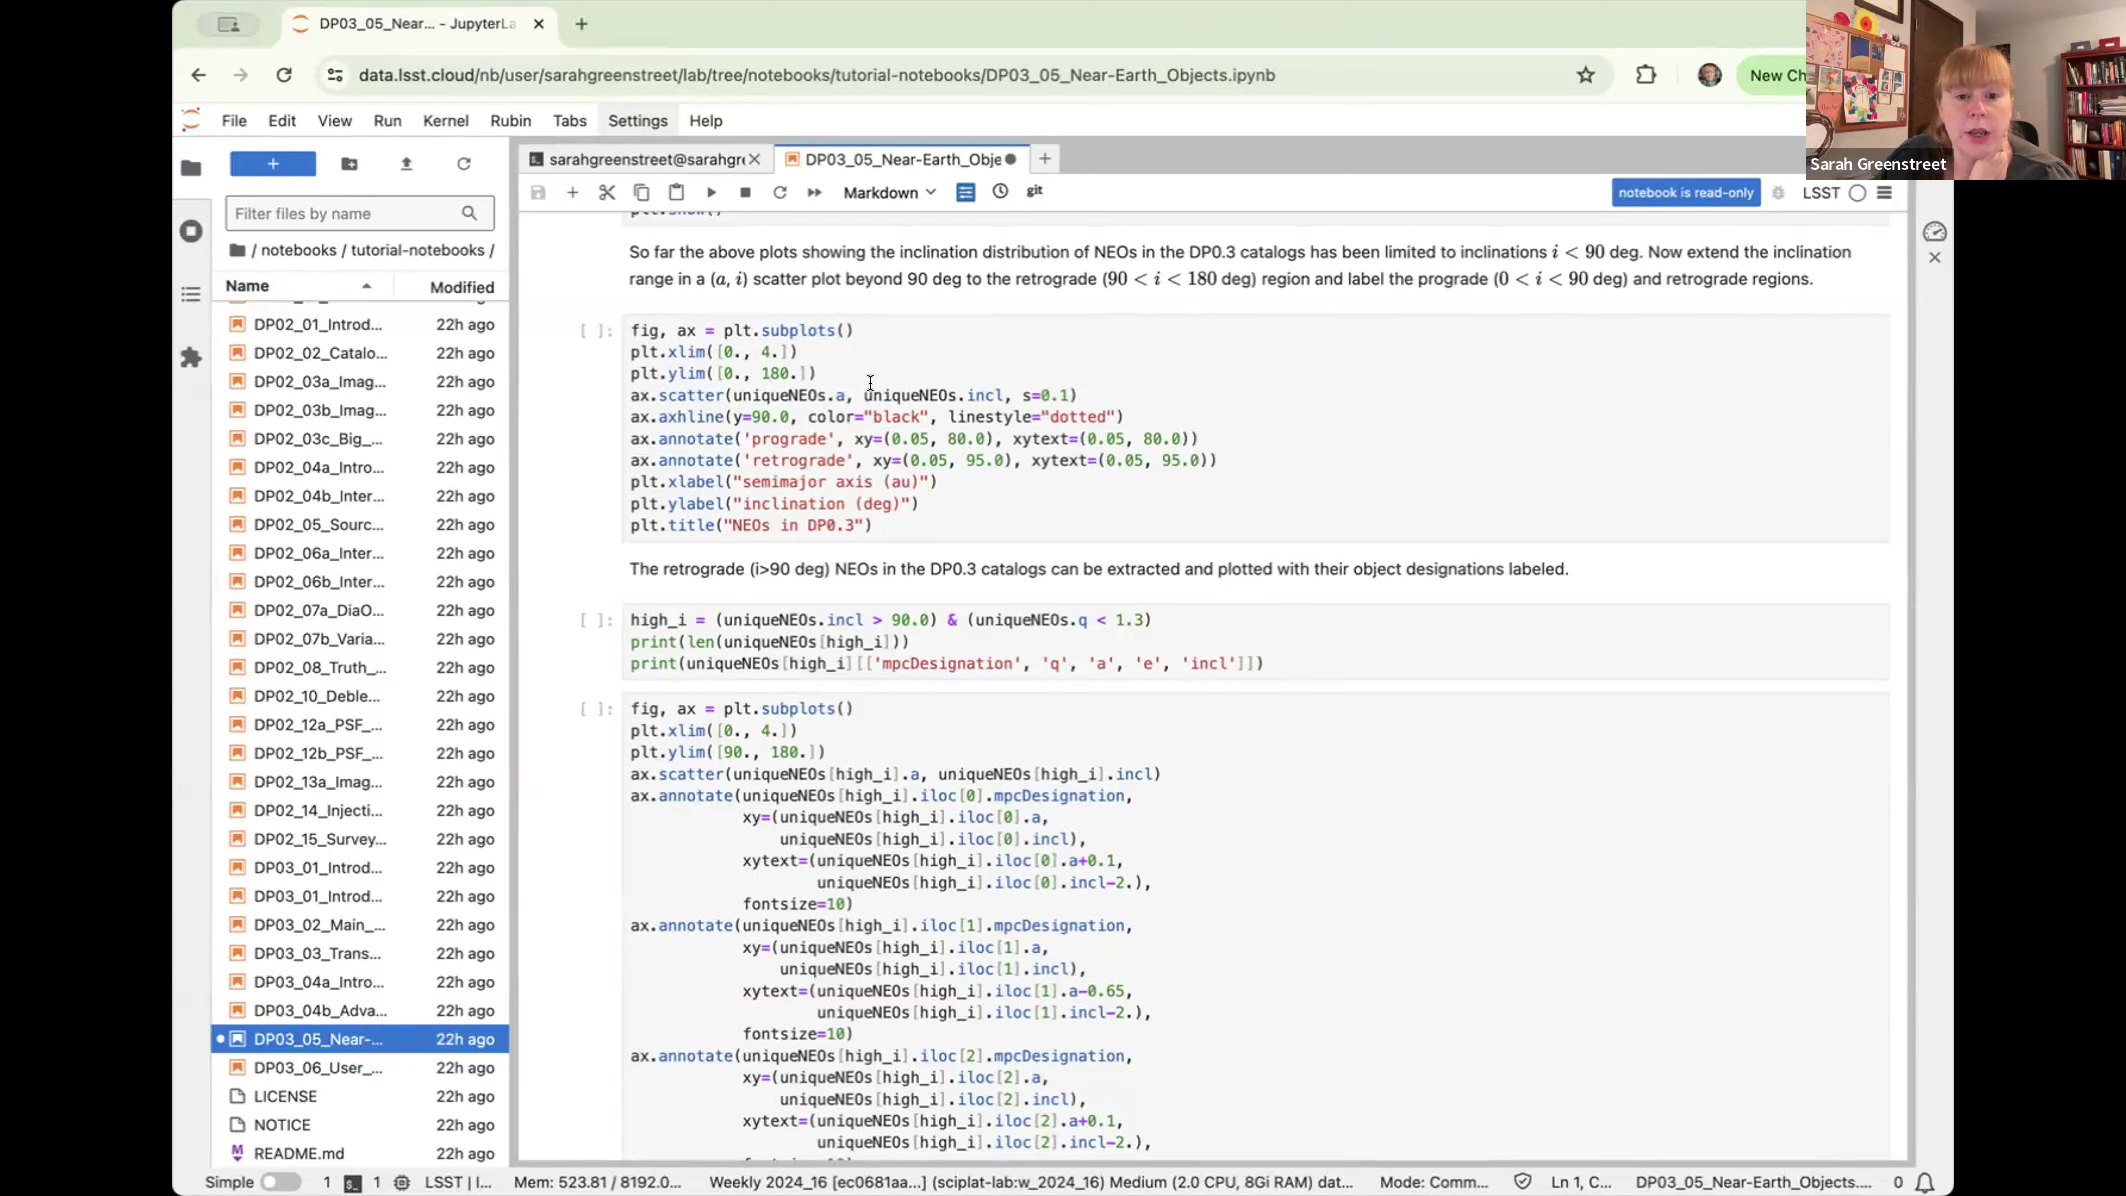 DP03_05_Near... - JupyterLa
data.lsst.cloud/nb/user/sarahgreenstreet/lab/tree/notebooks/tutorial-notebooks/DP03_05_Near-Earth_Objects.ipynb
New Ch
Sarah Greenstreet
File Edit View Run Kernel Rubin Tabs Settings Help
sarahgreenstreet@sarahgre
DP03_05_Near-Earth_Obje
Markdown
git
notebook is read-only
LSST
Filter files by name
/ notebooks / tutorial-notebooks /
Name Modified
DP02_01_Introd... 22h ago
DP02_02_Catalo... 22h ago
DP02_03a_Imag... 22h ago
DP02_03b_Imag... 22h ago
DP02_03c_Big_... 22h ago
DP02_04a_Intro... 22h ago
DP02_04b_Inter... 22h ago
DP02_05_Sourc... 22h ago
DP02_06a_Inter... 22h ago
DP02_06b_Inter... 22h ago
DP02_07a_DiaO... 22h ago
DP02_07b_Varia... 22h ago
DP02_08_Truth_... 22h ago
DP02_10_Deble... 22h ago
DP02_12a_PSF_... 22h ago
DP02_12b_PSF_... 22h ago
DP02_13a_Imag... 22h ago
DP02_14_Injecti... 22h ago
DP02_15_Survey... 22h ago
DP03_01_Introd... 22h ago
DP03_01_Introd... 22h ago
DP03_02_Main_... 22h ago
DP03_03_Trans... 22h ago
DP03_04a_Intro... 22h ago
DP03_04b_Adva... 22h ago
DP03_05_Near-... 22h ago
DP03_06_User_... 22h ago
LICENSE 22h ago
NOTICE 22h ago
README.md 22h ago
plt.show()
So far the above plots showing the inclination distribution of NEOs in the DP0.3 catalogs has been limited to inclinations i < 90 deg. Now extend the inclination
range in a (a, i) scatter plot beyond 90 deg to the retrograde (90 < i < 180 deg) region and label the prograde (0 < i < 90 deg) and retrograde regions.
[ ]: fig, ax = plt.subplots()
plt.xlim([0., 4.])
plt.ylim([0., 180.])
ax.scatter(uniqueNEOs.a, uniqueNEOs.incl, s=0.1)
ax.axhline(y=90.0, color="black", linestyle="dotted")
ax.annotate('prograde', xy=(0.05, 80.0), xytext=(0.05, 80.0))
ax.annotate('retrograde', xy=(0.05, 95.0), xytext=(0.05, 95.0))
plt.xlabel("semimajor axis (au)")
plt.ylabel("inclination (deg)")
plt.title("NEOs in DP0.3")
The retrograde (i>90 deg) NEOs in the DP0.3 catalogs can be extracted and plotted with their object designations labeled.
[ ]: high_i = (uniqueNEOs.incl > 90.0) & (uniqueNEOs.q < 1.3)
print(len(uniqueNEOs[high_i]))
print(uniqueNEOs[high_i][['mpcDesignation', 'q', 'a', 'e', 'incl']])
[ ]: fig, ax = plt.subplots()
plt.xlim([0., 4.])
plt.ylim([90., 180.])
ax.scatter(uniqueNEOs[high_i].a, uniqueNEOs[high_i].incl)
ax.annotate(uniqueNEOs[high_i].iloc[0].mpcDesignation,
xy=(uniqueNEOs[high_i].iloc[0].a,
uniqueNEOs[high_i].iloc[0].incl),
xytext=(uniqueNEOs[high_i].iloc[0].a+0.1,
uniqueNEOs[high_i].iloc[0].incl-2.),
fontsize=10)
ax.annotate(uniqueNEOs[high_i].iloc[1].mpcDesignation,
xy=(uniqueNEOs[high_i].iloc[1].a,
uniqueNEOs[high_i].iloc[1].incl),
xytext=(uniqueNEOs[high_i].iloc[1].a-0.65,
uniqueNEOs[high_i].iloc[1].incl-2.),
fontsize=10)
ax.annotate(uniqueNEOs[high_i].iloc[2].mpcDesignation,
xy=(uniqueNEOs[high_i].iloc[2].a,
uniqueNEOs[high_i].iloc[2].incl),
xytext=(uniqueNEOs[high_i].iloc[2].a+0.1,
uniqueNEOs[high_i].iloc[2].incl-2.),
Simple 1 1 LSST | I... Mem: 523.81 / 8192.0... Weekly 2024_16 [ec0681aa...] (sciplat-lab:w_2024_16) Medium (2.0 CPU, 8Gi RAM) dat... Mode: Comm... Ln 1, C... DP03_05_Near-Earth_Objects.... 0